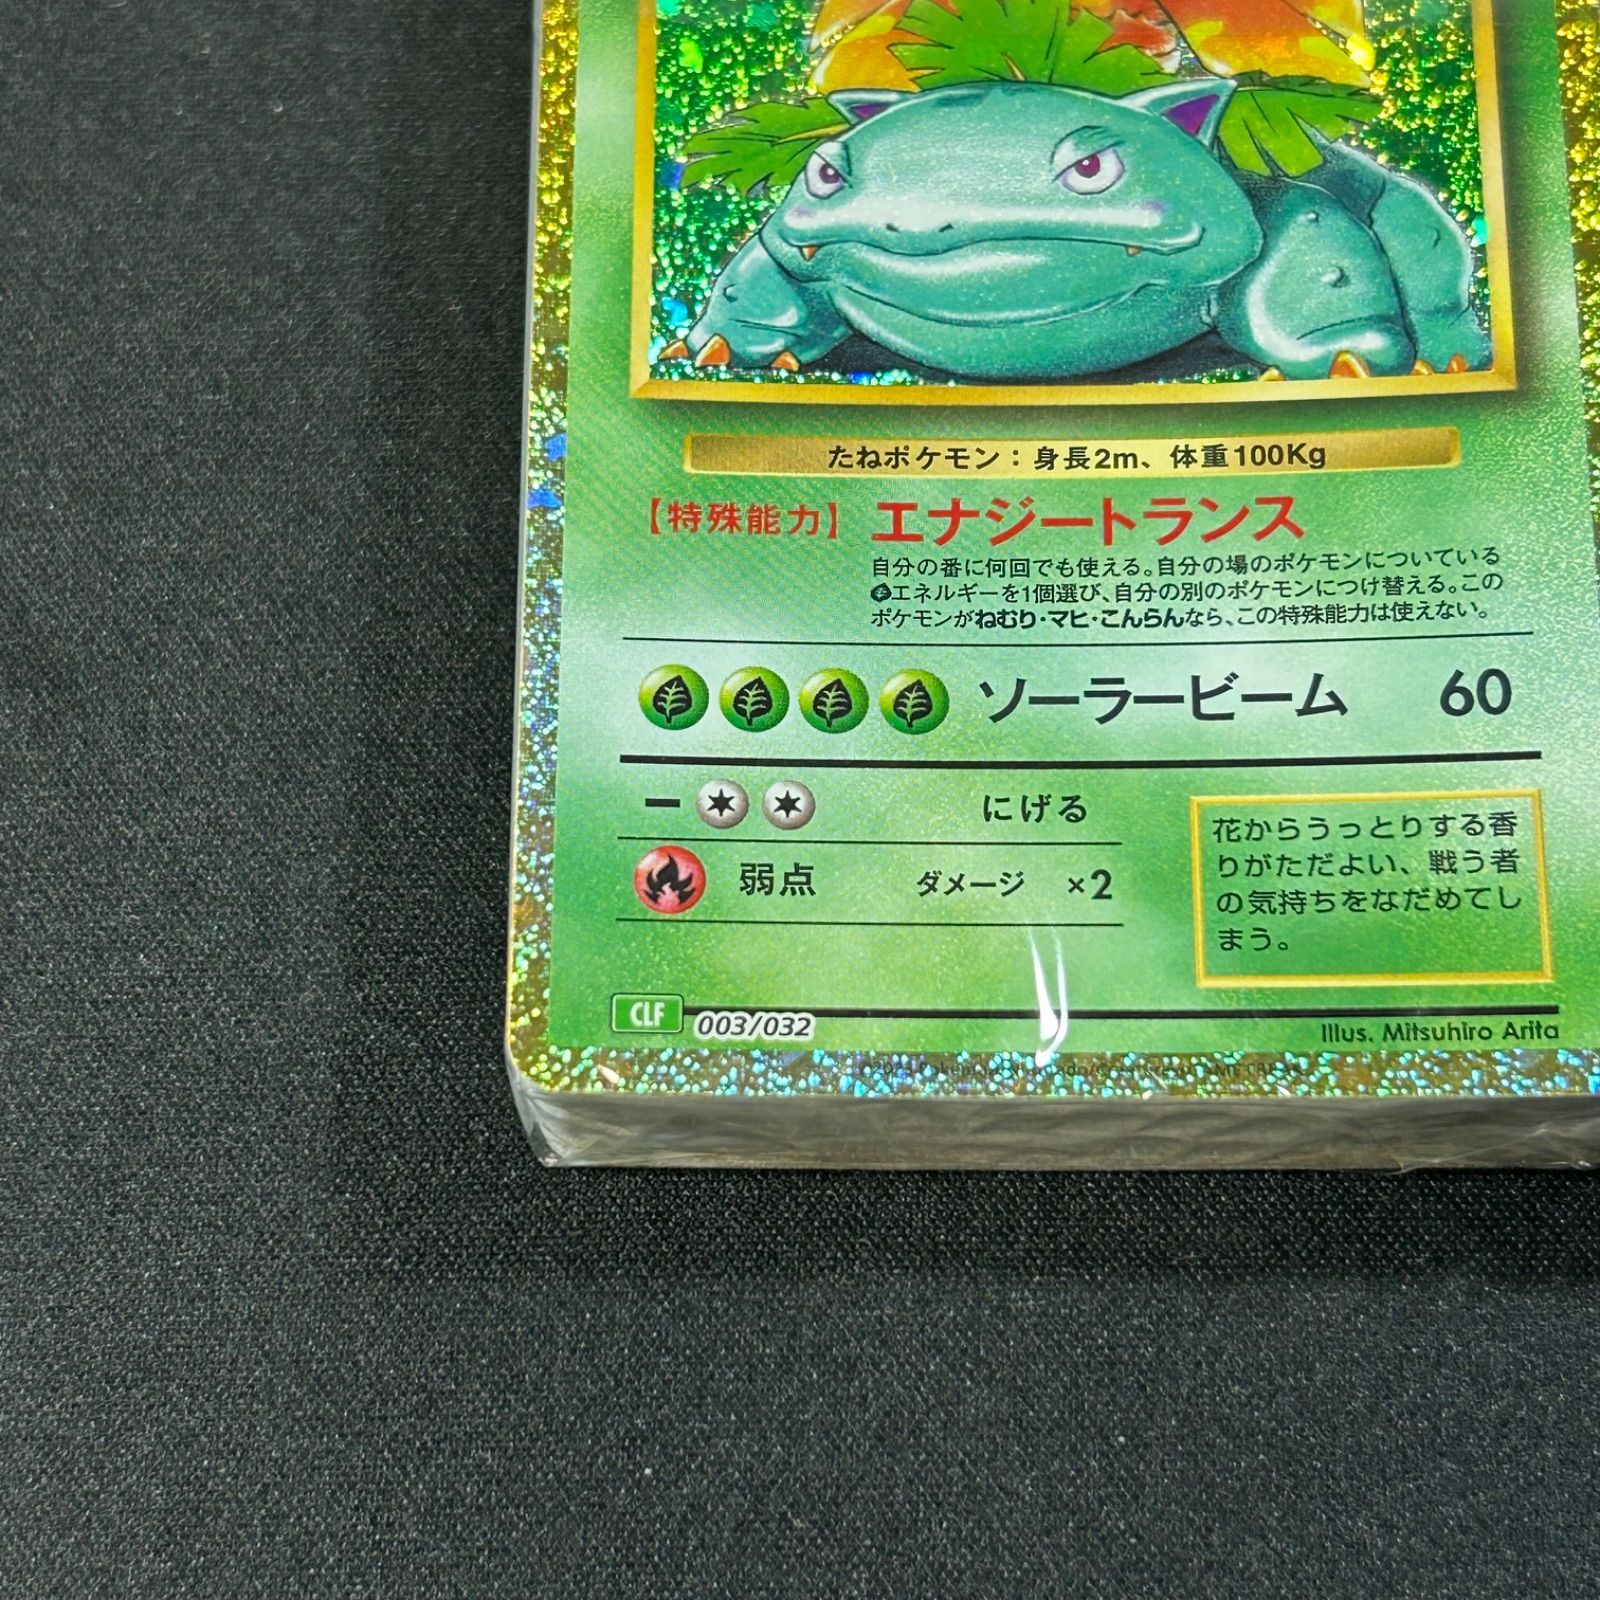 たねポケモン：身長2m、体重100Kg
【特殊能力】 エナジートランス
自分の番に何回でも使える。自分の場のポケモンについている
エネルギーを1個選び、自分の別のポケモンにつけ替える。この
ポケモンがねむり・マヒ・こんらんなら、この特殊能力は使えない。
ソーラービーム 60
ー にげる
弱点 ダメージ ×2
花からうっとりする香
りがただよい、戦う者
の気持ちをなだめてし
まう。
CLF 003/032
Illus. Mitsuhiro Arita